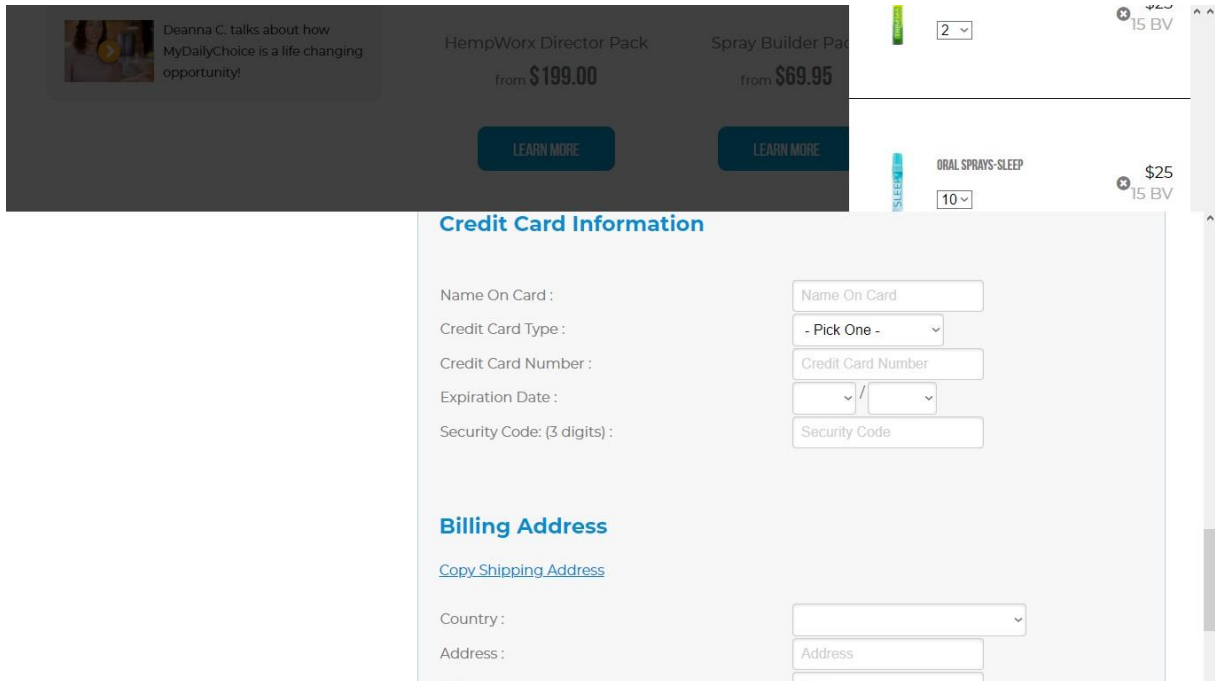 Deanna C. talks about how
MyDailyChoice is a life changing
opportunity!
HempWorx Director Pack
from $199.00
LEARN MORE
Spray Builder
from $69.95
LEARN MORE
2
$25
15 BV
ORAL SPRAYS-SLEEP
10
SLEEP
$25
15 BV
Credit Card Information
Name On Card :
Name On Card
Credit Card Type :
- Pick One -
Credit Card Number :
Credit Card Number
Expiration Date :
/
Security Code: (3 digits) :
Security Code
Billing Address
Copy Shipping Address
Country :
Address :
Address